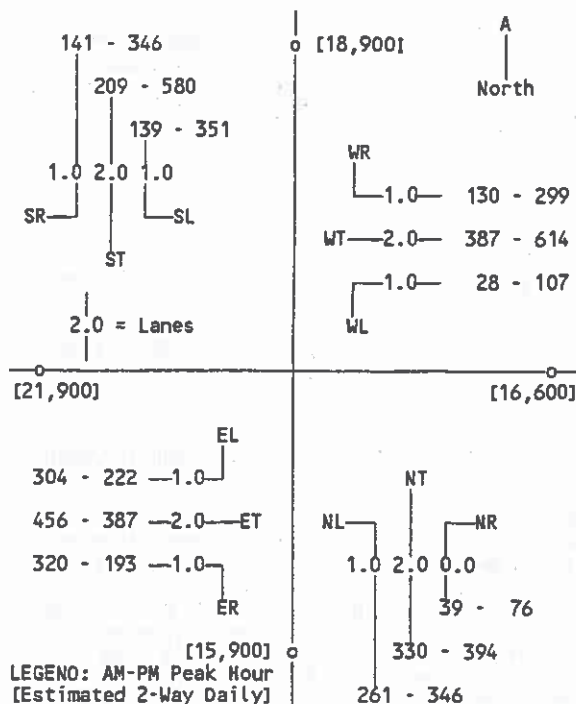 141 - 346
209 - 580
139 - 351
1.0 2.0 1.0
SR SL
ST
2.0 = Lanes
[18,900]
A
North
WR
1.0 130 - 299
WT 2.0 387 - 614
1.0 28 - 107
WL
[21,900]
[16,600]
EL
304 - 222 1.0
456 - 387 2.0 ET
320 - 193 1.0
ER
NT
NL NR
1.0 2.0 0.0
39 - 76
330 - 394
261 - 346
[15,900]
LEGENO: AM-PM Peak Hour
[Estimated 2-Way Daily]